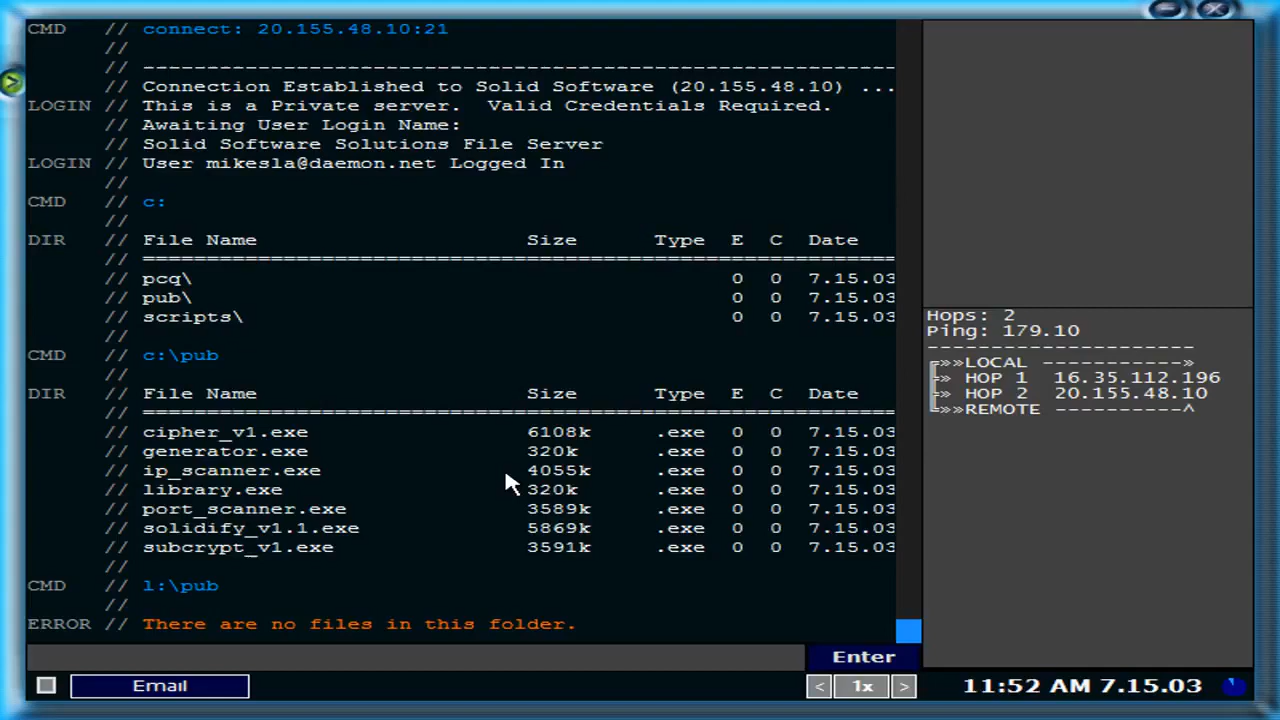 CMD // connect: 20.155.48.10:21
//
// -----------------------------------------------------------
// Connection Established to Solid Software (20.155.48.10) ...
LOGIN // This is a Private server. Valid Credentials Required.
// Awaiting User Login Name:
// Solid Software Solutions File Server
LOGIN // User mikesla@daemon.net Logged In
//
CMD // c:
//
DIR // File Name Size Type E C Date
// ===========================================================
// pcq\ 0 0 7.15.03
// pub\ 0 0 7.15.03
// scripts\ 0 0 7.15.03
//
CMD // c:\pub
//
DIR // File Name Size Type E C Date
// ===========================================================
// cipher_v1.exe 6108k .exe 0 0 7.15.03
// generator.exe 320k .exe 0 0 7.15.03
// ip_scanner.exe 4055k .exe 0 0 7.15.03
// library.exe 320k .exe 0 0 7.15.03
// port_scanner.exe 3589k .exe 0 0 7.15.03
// solidify_v1.1.exe 5869k .exe 0 0 7.15.03
// subcrypt_v1.exe 3591k .exe 0 0 7.15.03
//
CMD // l:\pub
//
ERROR // There are no files in this folder.
Enter
Hops: 2
Ping: 179.10
---------------------
╔»»LOCAL -----------»
╠» HOP 1 16.35.112.196
╠» HOP 2 20.155.48.10
╚»»REMOTE ----------^
Email
< 1x >
11:52 AM 7.15.03